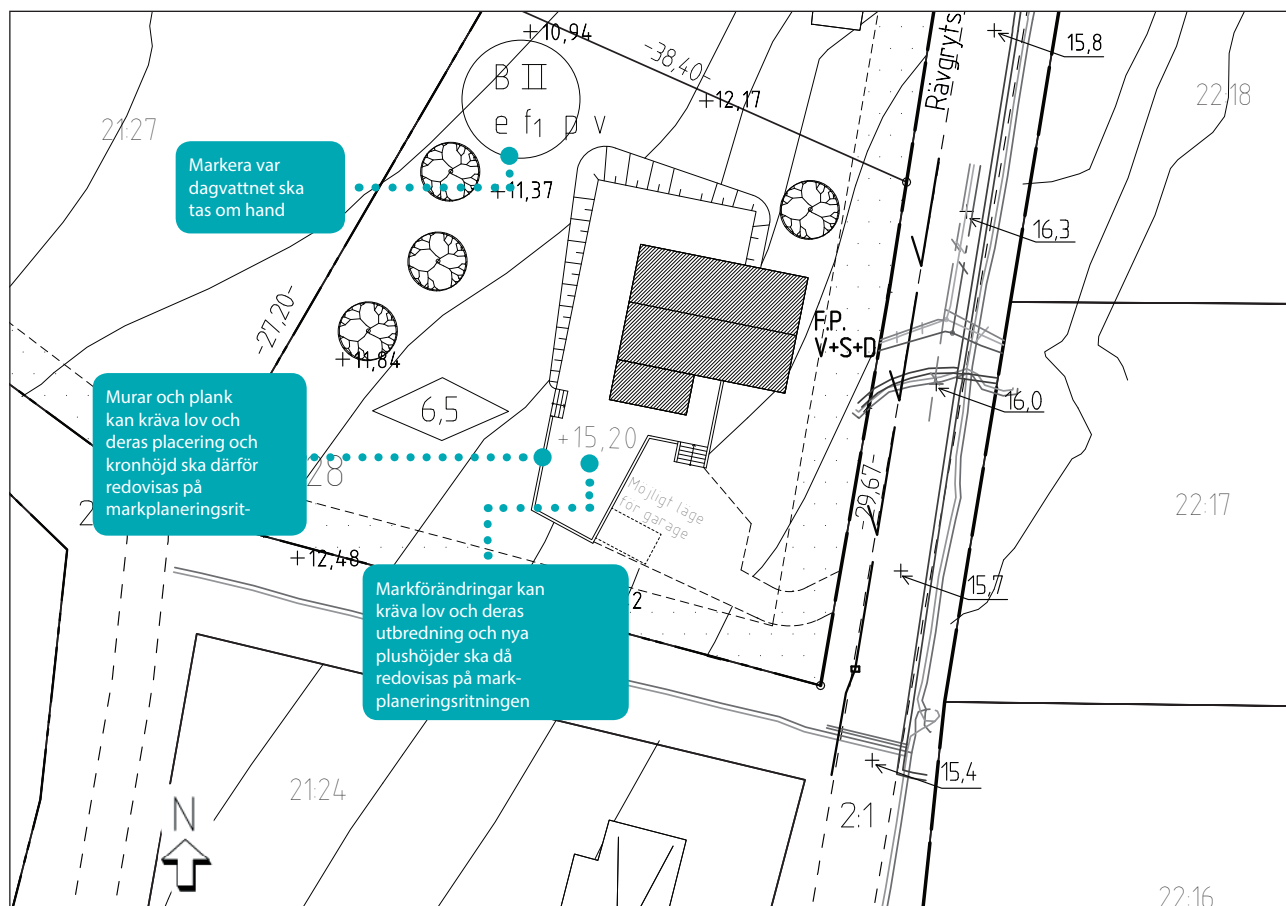 +10,94
-38,40-
Rävgryts
15,8
B II
e f1 p v
+12,17
22:18
21:27
Markera var
dagvattnet ska
tas om hand
+11,37
16,3
-27,20-
F.P.
V+S+D
+11,84
Murar och plank
kan kräva lov och
deras placering och
kronhöjd ska därför
redovisas på
markplaneringsrit-
6,5
16,0
+15,20
28
Möjligt läge
för garage
-29,67-
22:17
2
+12,48
15,7
Markförändringar kan
kräva lov och deras
utbredning och nya
plushöjder ska då
redovisas på mark-
planeringsritningen
2
15,4
21:24
2:1
N
22:16